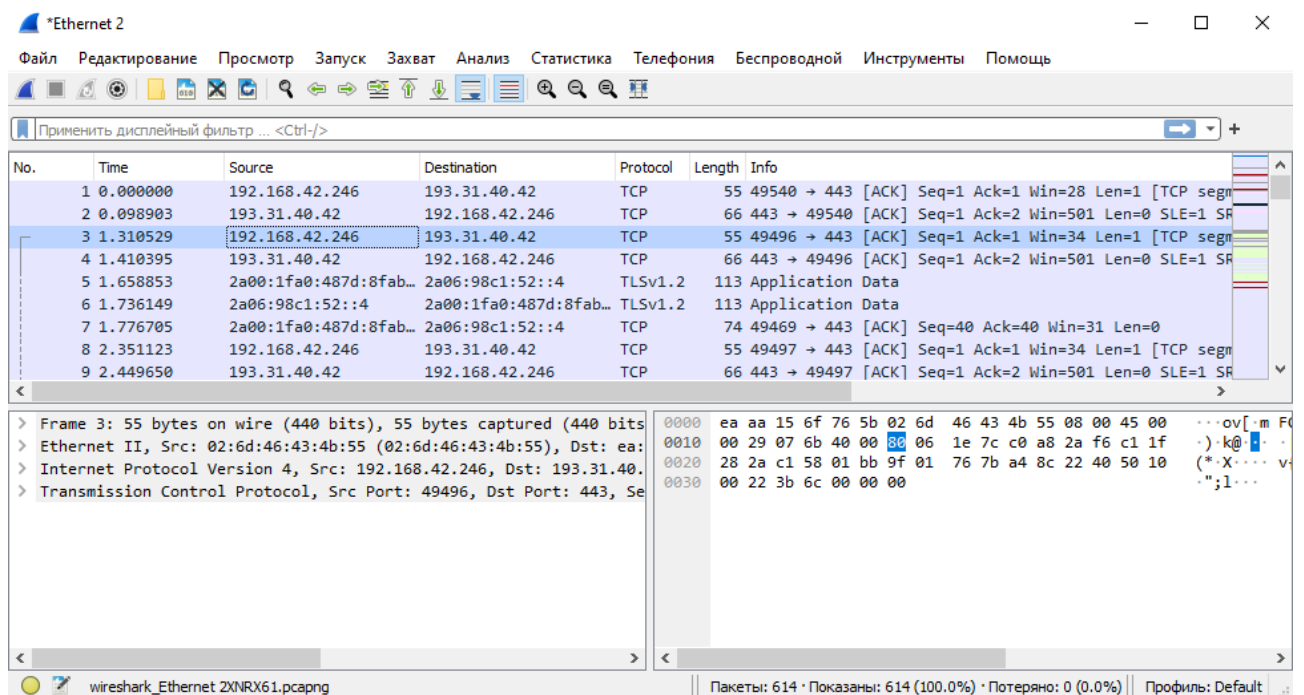 *Ethernet 2
Файл Редактирование Просмотр Запуск Захват Анализ Статистика Телефония Беспроводной Инструменты Помощь
Применить дисплейный фильтр ... <Ctrl-/>
No. Time Source Destination Protocol Length Info
1 0.000000 192.168.42.246 193.31.40.42 TCP 55 49540 → 443 [ACK] Seq=1 Ack=1 Win=28 Len=1 [TCP segm
2 0.098903 193.31.40.42 192.168.42.246 TCP 66 443 → 49540 [ACK] Seq=1 Ack=2 Win=501 Len=0 SLE=1 SR
3 1.310529 192.168.42.246 193.31.40.42 TCP 55 49496 → 443 [ACK] Seq=1 Ack=1 Win=34 Len=1 [TCP segm
4 1.410395 193.31.40.42 192.168.42.246 TCP 66 443 → 49496 [ACK] Seq=1 Ack=2 Win=501 Len=0 SLE=1 SR
5 1.658853 2a00:1fa0:487d:8fab… 2a06:98c1:52::4 TLSv1.2 113 Application Data
6 1.736149 2a06:98c1:52::4 2a00:1fa0:487d:8fab… TLSv1.2 113 Application Data
7 1.776705 2a00:1fa0:487d:8fab… 2a06:98c1:52::4 TCP 74 49469 → 443 [ACK] Seq=40 Ack=40 Win=31 Len=0
8 2.351123 192.168.42.246 193.31.40.42 TCP 55 49497 → 443 [ACK] Seq=1 Ack=1 Win=34 Len=1 [TCP segm
9 2.449650 193.31.40.42 192.168.42.246 TCP 66 443 → 49497 [ACK] Seq=1 Ack=2 Win=501 Len=0 SLE=1 SR
> Frame 3: 55 bytes on wire (440 bits), 55 bytes captured (440 bits
> Ethernet II, Src: 02:6d:46:43:4b:55 (02:6d:46:43:4b:55), Dst: ea:
> Internet Protocol Version 4, Src: 192.168.42.246, Dst: 193.31.40.
> Transmission Control Protocol, Src Port: 49496, Dst Port: 443, Se
0000 ea aa 15 6f 76 5b 02 6d 46 43 4b 55 08 00 45 00 ···ov[·m FC
0010 00 29 07 6b 40 00 80 06 1e 7c c0 a8 2a f6 c1 1f ·)·k@··· ·
0020 28 2a c1 58 01 bb 9f 01 76 7b a4 8c 22 40 50 10 (*·X···· v{
0030 00 22 3b 6c 00 00 00 ·";l···
wireshark_Ethernet 2XNRX61.pcapng
Пакеты: 614 · Показаны: 614 (100.0%) · Потеряно: 0 (0.0%)
Профиль: Default